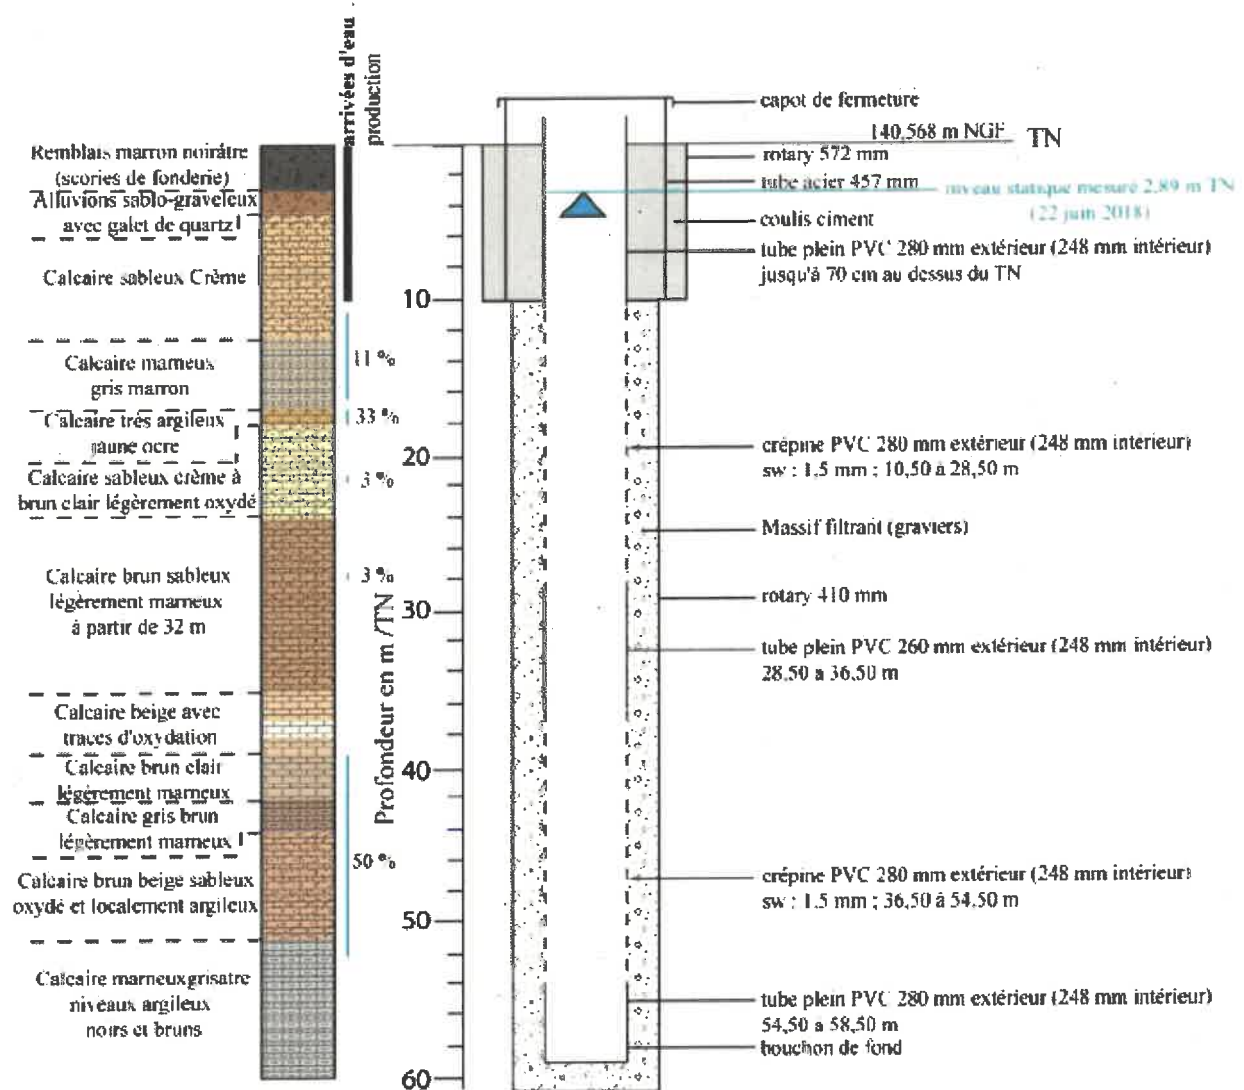 arrivées d'eau
production
Remblais marron noirâtre
(scories de fonderie)
Alluvions sablo-graveleux
avec galet de quartz
Calcaire sableux Crème
Calcaire marneux
gris marron
Calcaire très argileux
jaune ocre
Calcaire sableux crème à
brun clair légèrement oxydé
Calcaire brun sableux
légèrement marneux
à partir de 32 m
Calcaire beige avec
traces d'oxydation
Calcaire brun clair
légèrement marneux
Calcaire gris brun
légèrement marneux
Calcaire brun beige sableux
oxydé et localement argileux
Calcaire marneux grisatre
niveaux argileux
noirs et bruns
11 %
33 %
3 %
3 %
50 %
Profondeur en m /TN
10
20
30
40
50
60
capot de fermeture
140,568 m NGF
TN
rotary 572 mm
tube acier 457 mm
niveau statique mesuré 2,89 m TN
(22 juin 2018)
coulis ciment
tube plein PVC 280 mm extérieur (248 mm intérieur)
jusqu'à 70 cm au dessus du TN
crépine PVC 280 mm extérieur (248 mm interieur)
sw : 1.5 mm ; 10,50 à 28,50 m
Massif filtrant (graviers)
rotary 410 mm
tube plein PVC 260 mm extérieur (248 mm intérieur)
28,50 a 36,50 m
crépine PVC 280 mm extérieur (248 mm intérieur)
sw : 1.5 mm ; 36,50 à 54.50 m
tube plein PVC 280 mm extérieur (248 mm intérieur)
54,50 a 58,50 m
bouchon de fond